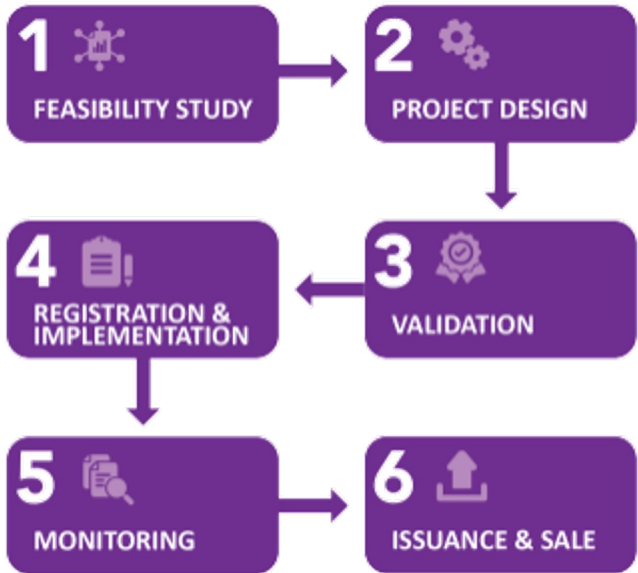 1
FEASIBILITY STUDY
2
PROJECT DESIGN
3
VALIDATION
4
REGISTRATION &
IMPLEMENTATION
5
MONITORING
6
ISSUANCE & SALE